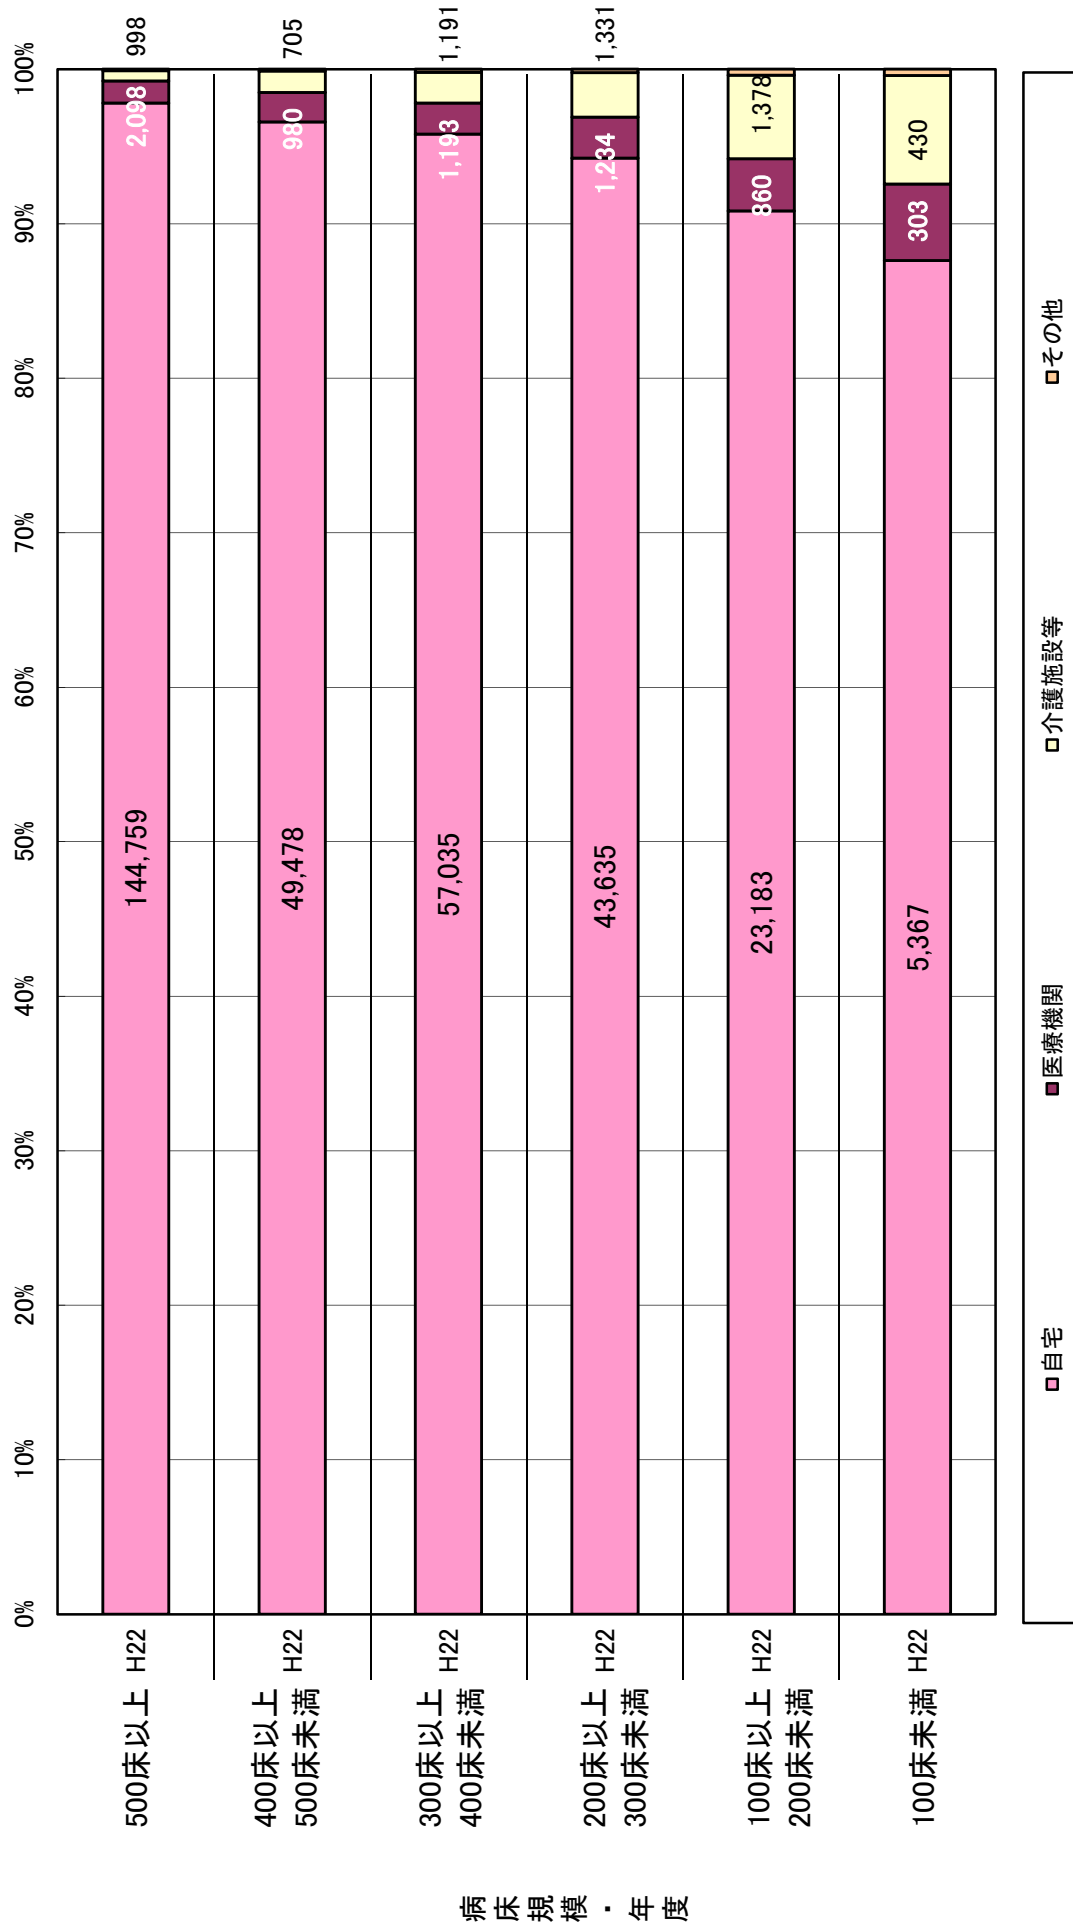 0% 10% 20% 30% 40% 50% 60% 70% 80% 90% 100%
病床規模・年度
500床以上 H22 144,759 2,098 998
400床以上
500床未満 H22 49,478 980 705
300床以上
400床未満 H22 57,035 1,193 1,191
200床以上
300床未満 H22 43,635 1,234 1,331
100床以上
200床未満 H22 23,183 860 1,378
100床未満 H22 5,367 303 430
自宅 医療機関 介護施設等 その他